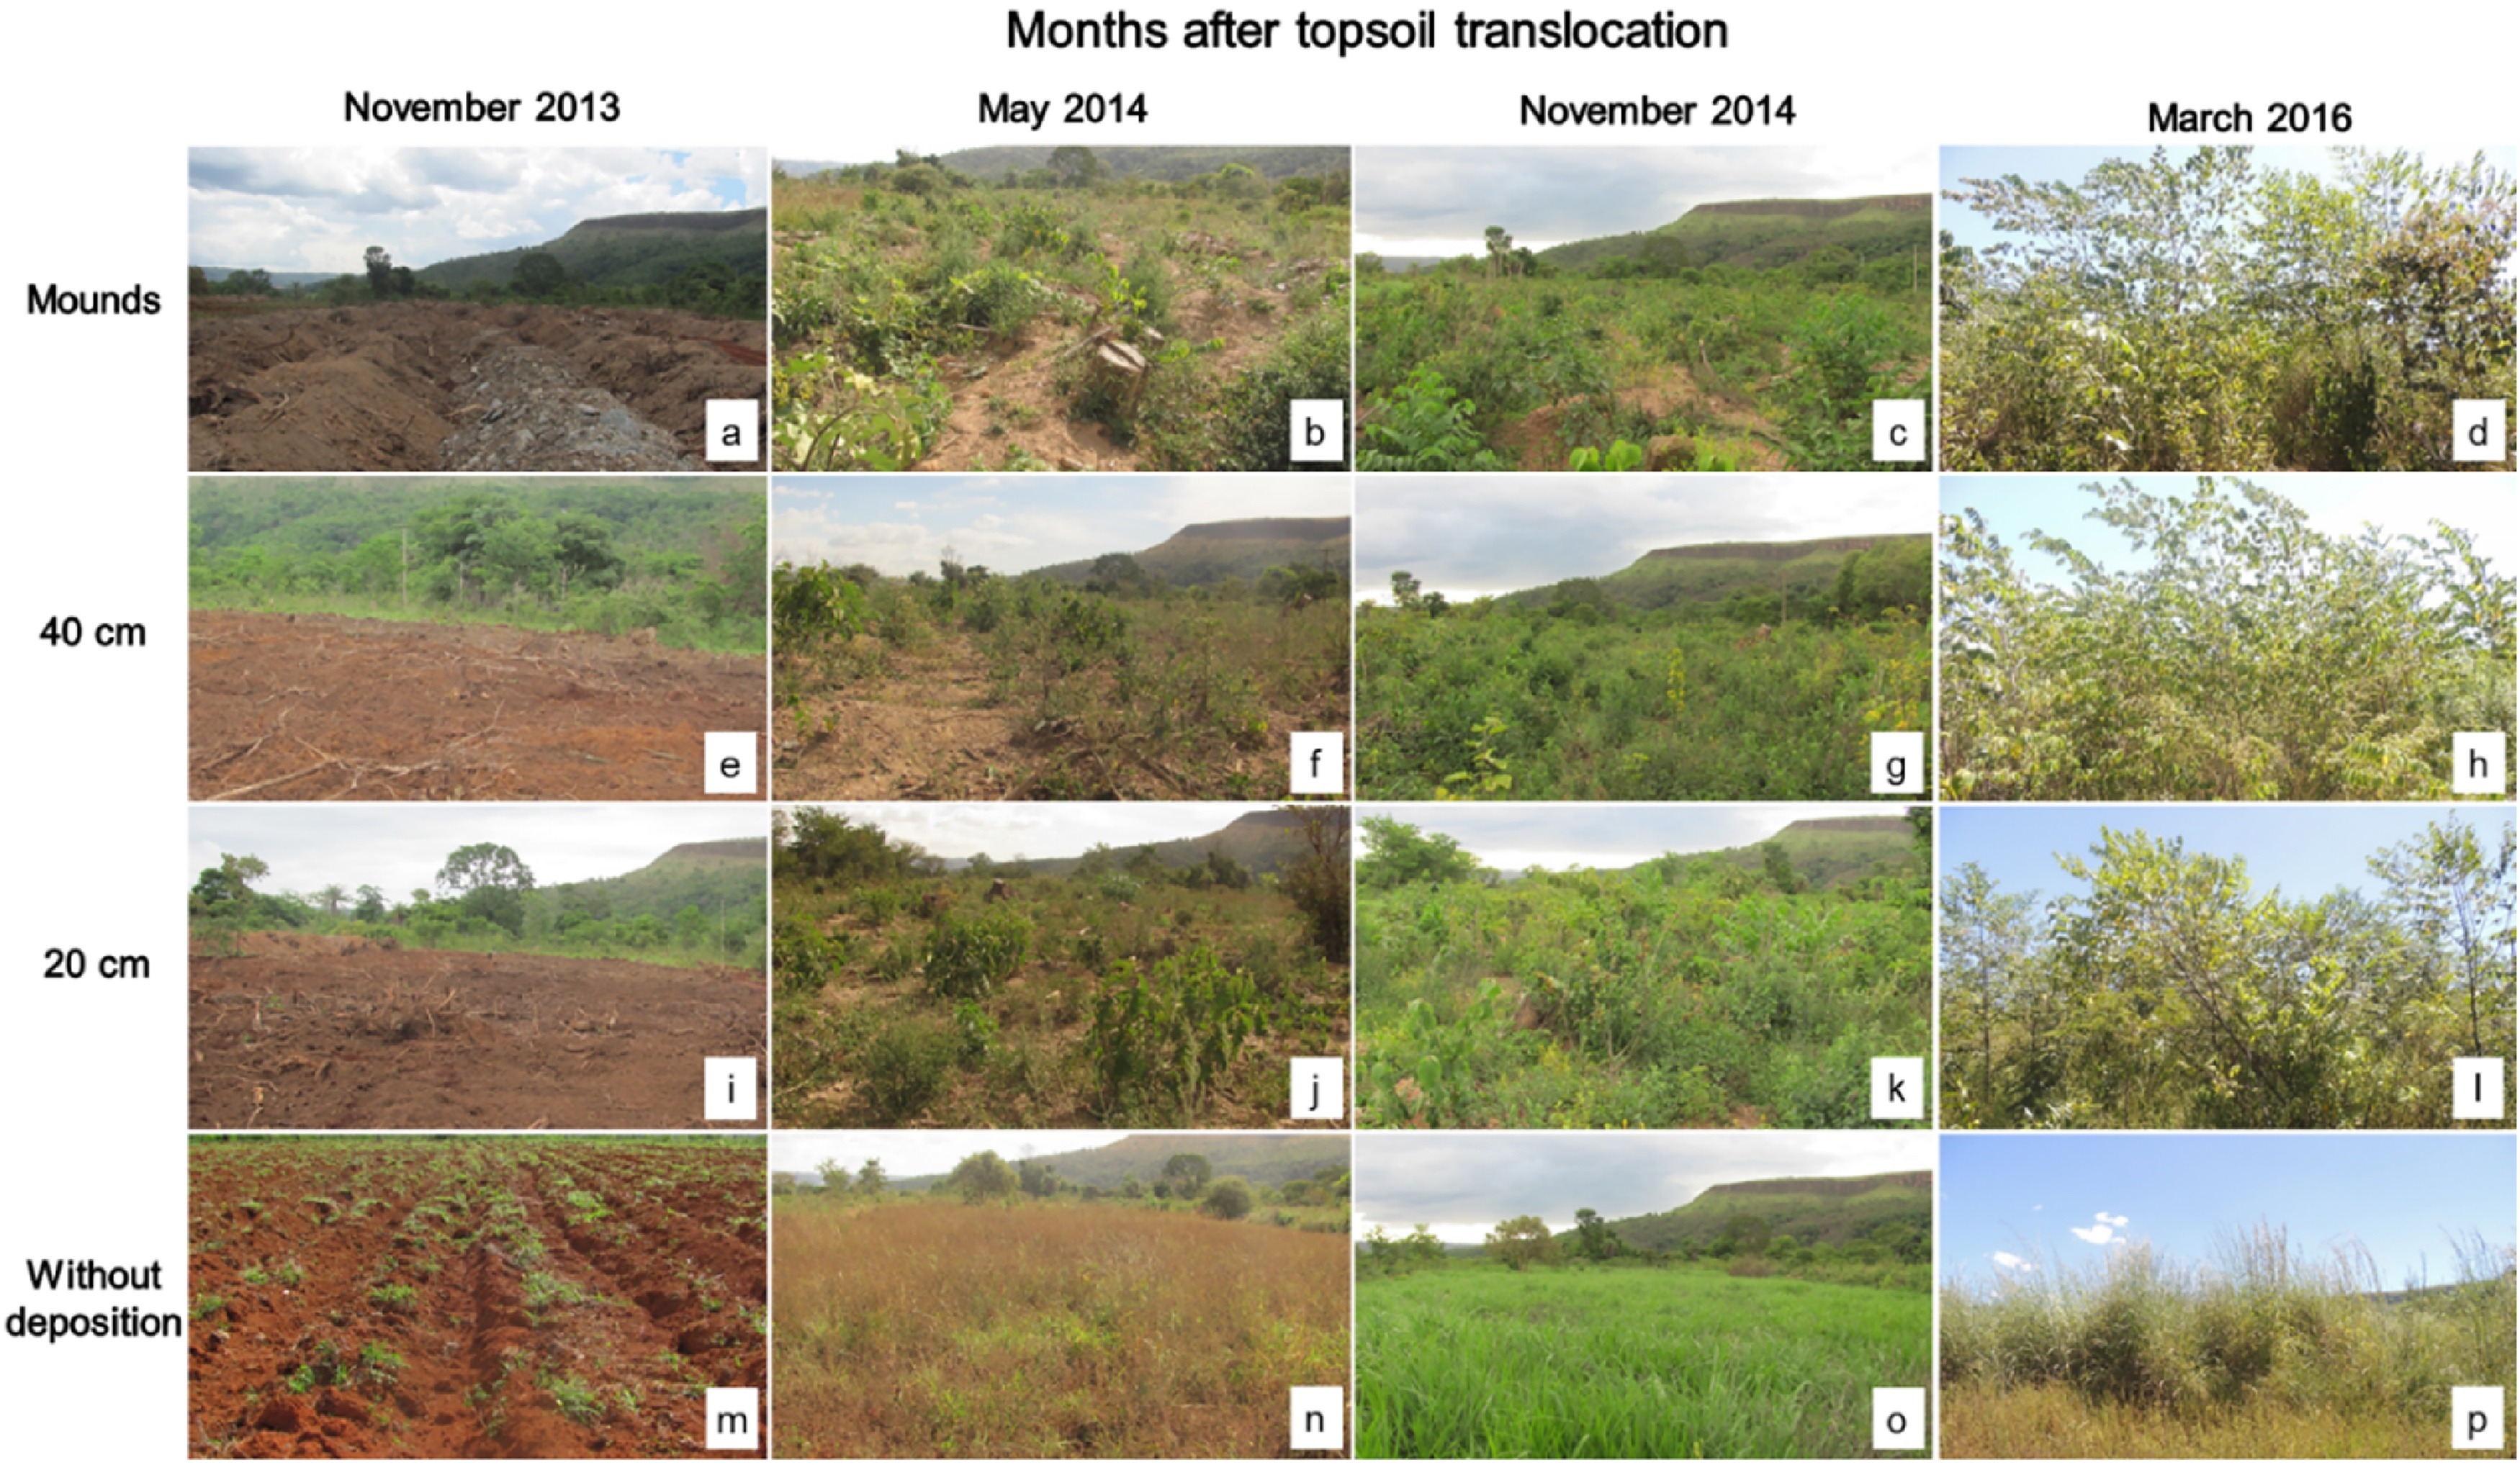 Months after topsoil translocation
November 2013
May 2014
November 2014
March 2016
Mounds
a
b
c
d
40 cm
e
f
g
h
20 cm
i
j
k
l
Without
deposition
m
n
o
p